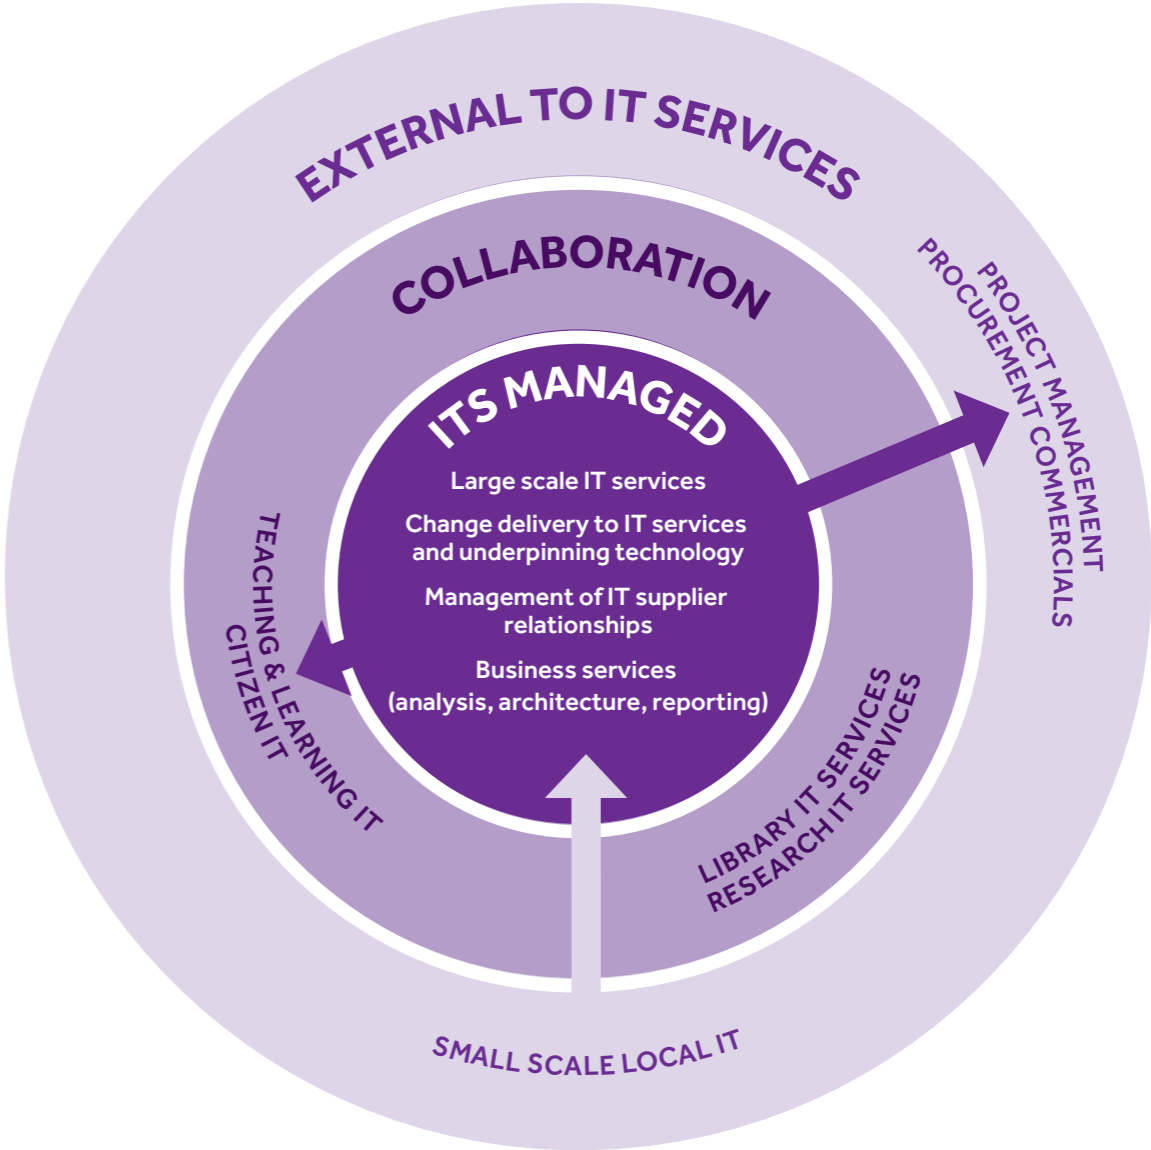 EXTERNAL TO IT SERVICES
COLLABORATION
ITS MANAGED
Large scale IT services
Change delivery to IT services
and underpinning technology
Management of IT supplier
relationships
Business services
(analysis, architecture, reporting)
PROJECT MANAGEMENT
PROCUREMENT COMMERCIALS
TEACHING & LEARNING IT
CITIZEN IT
LIBRARY IT SERVICES
RESEARCH IT SERVICES
SMALL SCALE LOCAL IT